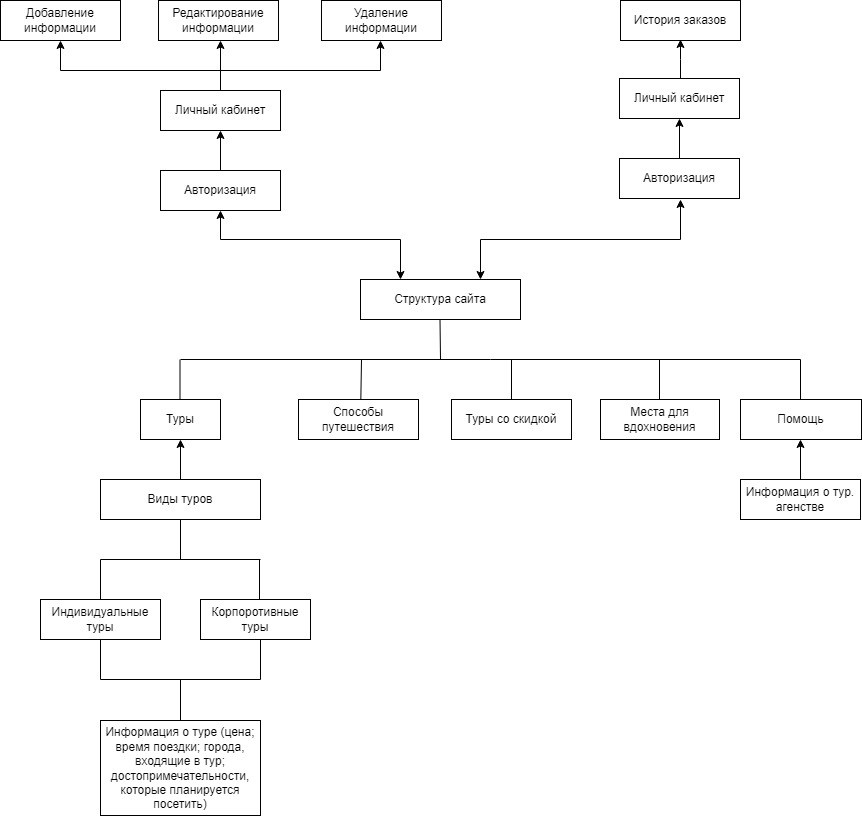 Добавление
информации
Редактирование
информации
Удаление
информации
История заказов
Личный кабинет
Личный кабинет
Авторизация
Авторизация
Структура сайта
Туры
Способы
путешествия
Туры со скидкой
Места для
вдохновения
Помощь
Виды туров
Информация о тур.
агенстве
Индивидуальные
туры
Корпоротивные
туры
Информация о туре (цена;
время поездки; города,
входящие в тур;
достопримечательности,
которые планируется
посетить)